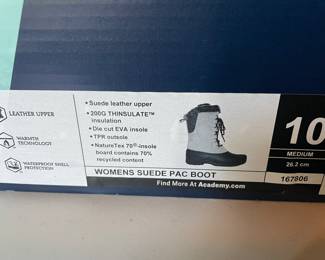 LEATHER UPPER
WARMTH
TECHNOLOGY
WATERPROOF SHELL
PROTECTION
• Suede leather upper
• 200G THINSULATE™
insulation
• Die cut EVA insole
• TPR outsole
• NatureTex 70®-insole
board contains 70%
recycled content
WOMENS SUEDE PAC BOOT
Find More At Academy.com
10
MEDIUM
26.2 cm
167806